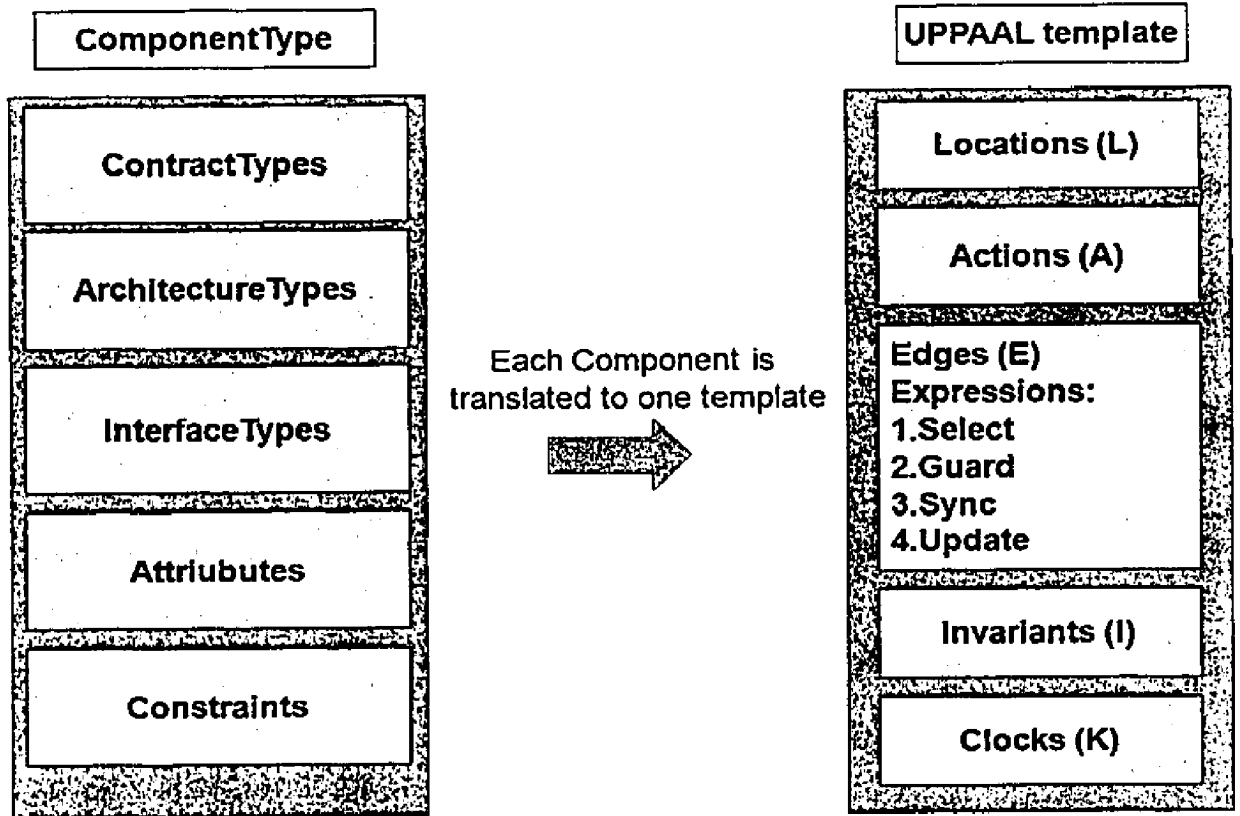 ComponentType
ContractTypes
ArchitectureTypes
InterfaceTypes
Attriubutes
Constraints
Each Component is
translated to one template
UPPAAL template
Locations (L)
Actions (A)
Edges (E)
Expressions:
1.Select
2.Guard
3.Sync
4.Update
Invariants (I)
Clocks (K)